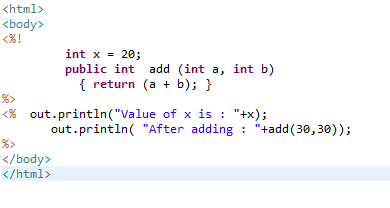 <html>
<body>
<%!
int x = 20;
public int  add (int a, int b)
{ return (a + b); }
%>
<%  out.println("Value of x is : "+x);
out.println( "After adding : "+add(30,30));
%>
</body>
</html>